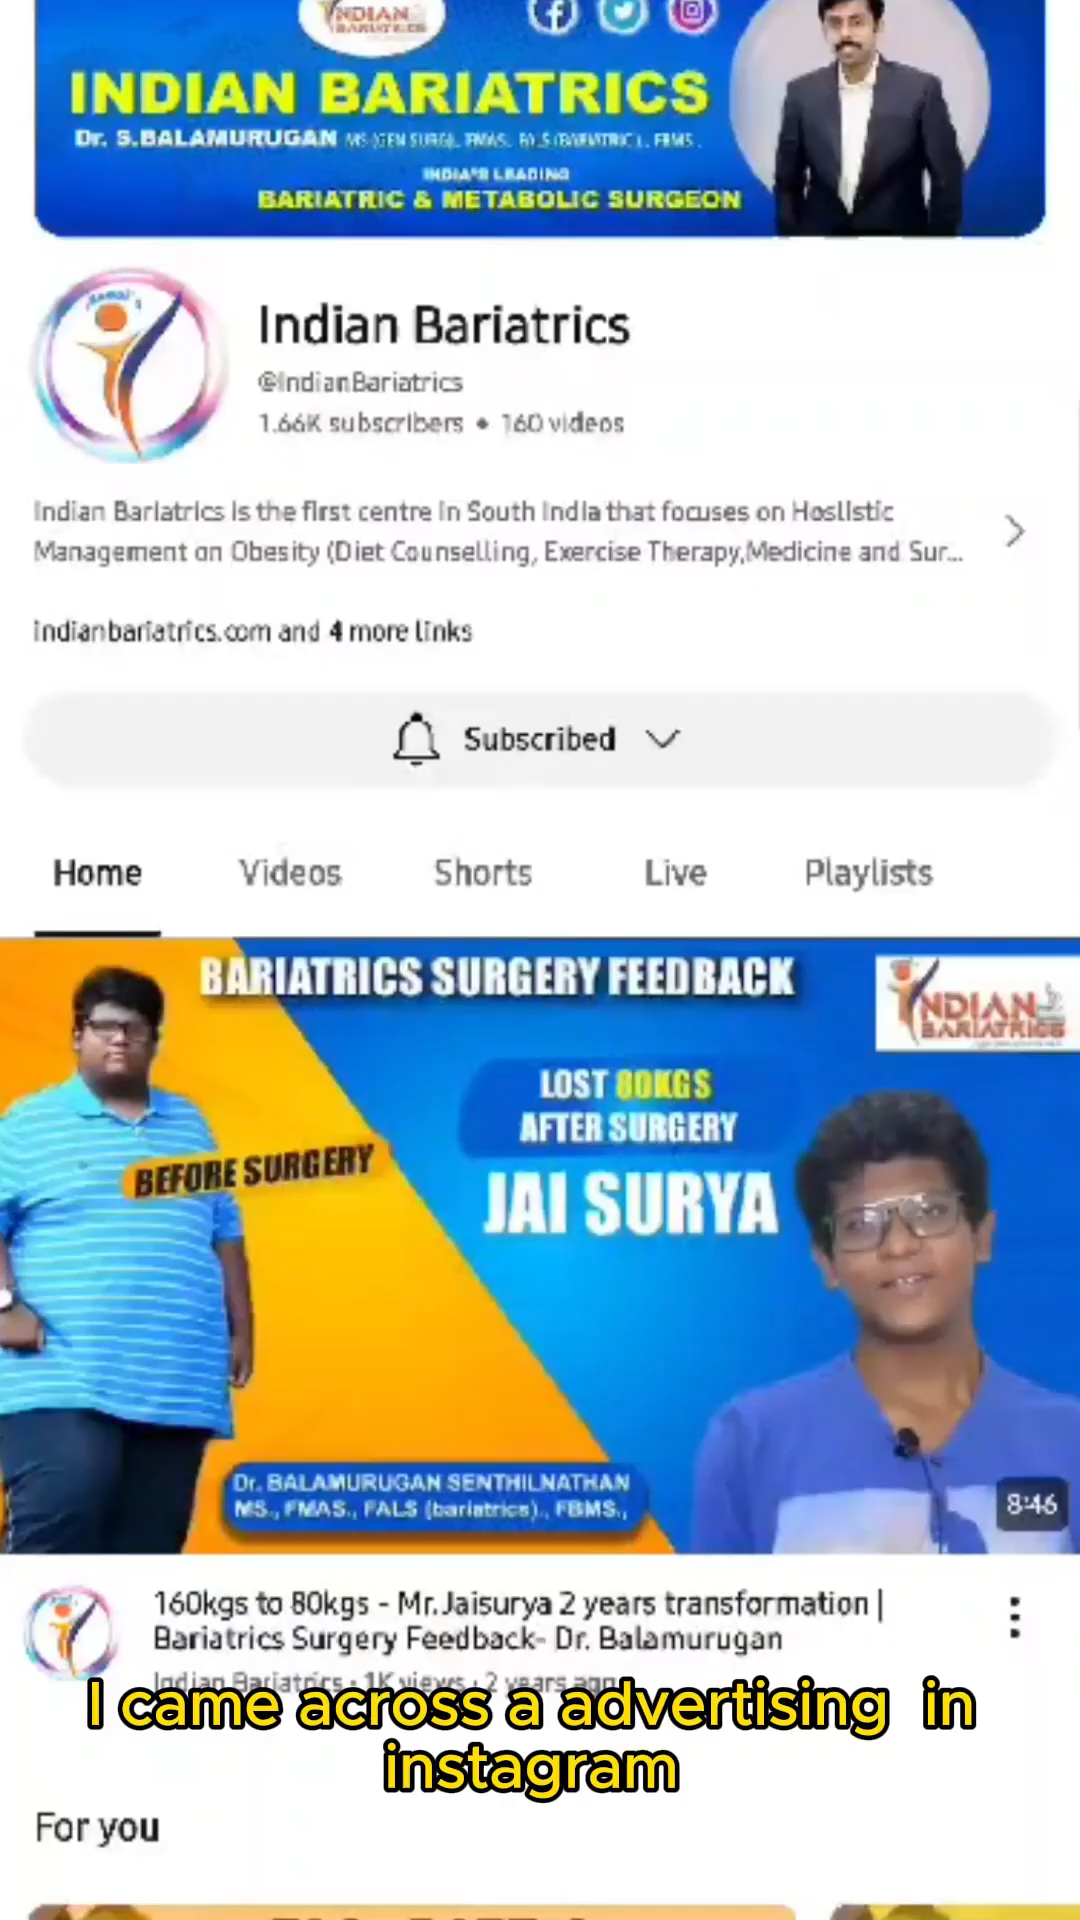 INDIAN
BARIATRICS
INDIAN BARIATRICS
Dr. S.BALAMURUGAN MS (GEN SURG)., FMAS., FALS (BARIATRIC)., FBMS.,
INDIA'S LEADING
BARIATRIC & METABOLIC SURGEON
Indian Bariatrics
@IndianBariatrics
1.66K subscribers • 160 videos
Indian Bariatrics is the first centre in South India that focuses on Hoslistic
Management on Obesity (Diet Counselling, Exercise Therapy,Medicine and Sur...
indianbariatrics.com and 4 more links
Subscribed
Home Videos Shorts Live Playlists
BARIATRICS SURGERY FEEDBACK
INDIAN
BARIATRICS
LOST 80KGS
AFTER SURGERY
BEFORE SURGERY
JAI SURYA
Dr. BALAMURUGAN SENTHILNATHAN
MS., FMAS., FALS (bariatrics)., FBMS.,
8:46
160kgs to 80kgs - Mr.Jaisurya 2 years transformation |
Bariatrics Surgery Feedback- Dr. Balamurugan
Indian Bariatrics · 1K views · 2 years ago
I came across a advertising in
instagram
For you